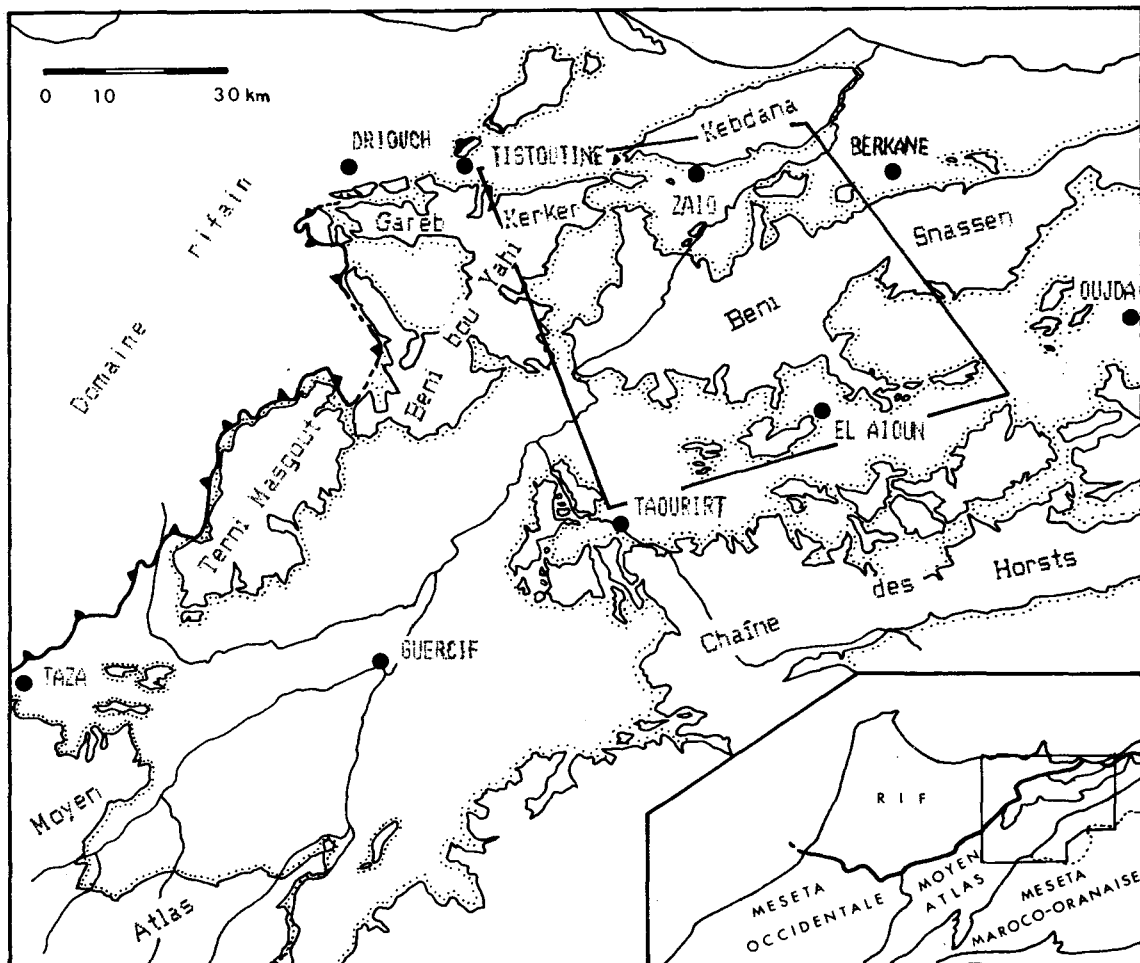 0 10 30 km
DRIOUCH
TISTOUTINE
Kebdana
BERKANE
Domaine rifain
Gareb
Kerker
ZAIO
Snassen
Beni bou Yahi
Beni
OUJDA
EL AIOUN
Terni Masgout
TAOURIRT
des
Horsts
Chaîne
GUERCIF
TAZA
Moyen
Atlas
RIF
MESETA
OCCIDENTALE
MOYEN
ATLAS
MESETA
MAROCO-ORANAISE